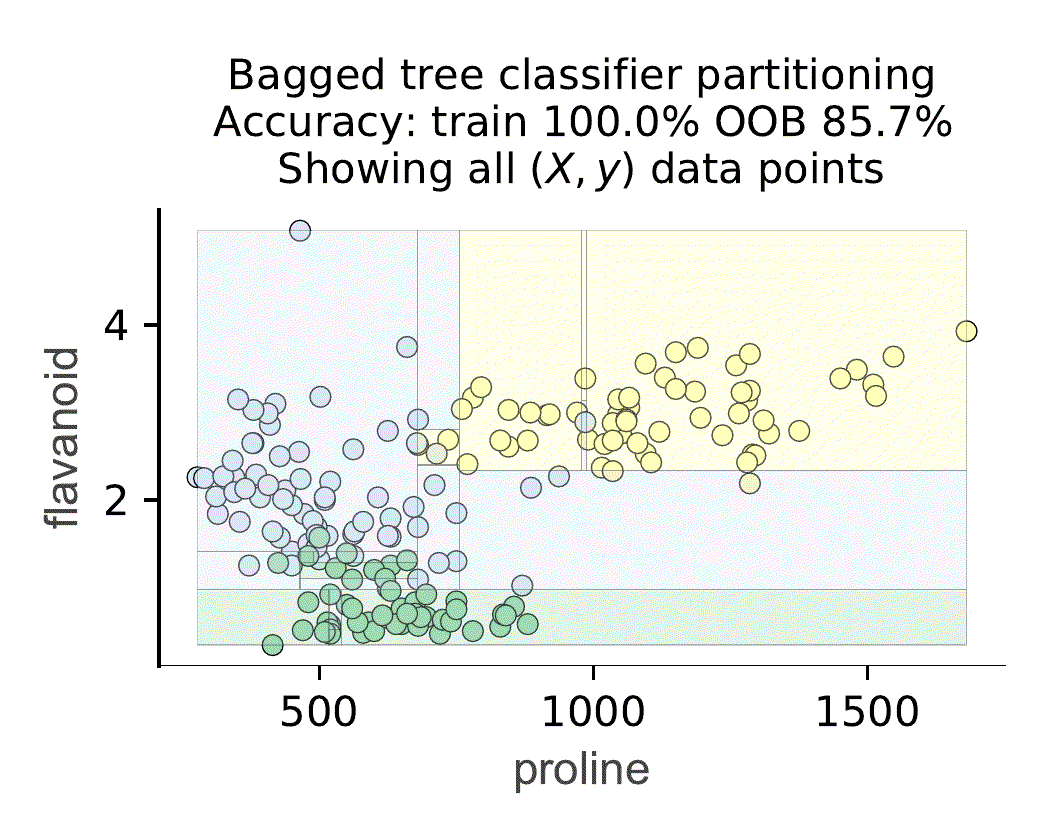 Bagged tree classifier partitioning
Accuracy: train 100.0% OOB 85.7%
Showing all (X, y) data points
flavanoid
4
2
500 1000 1500
proline